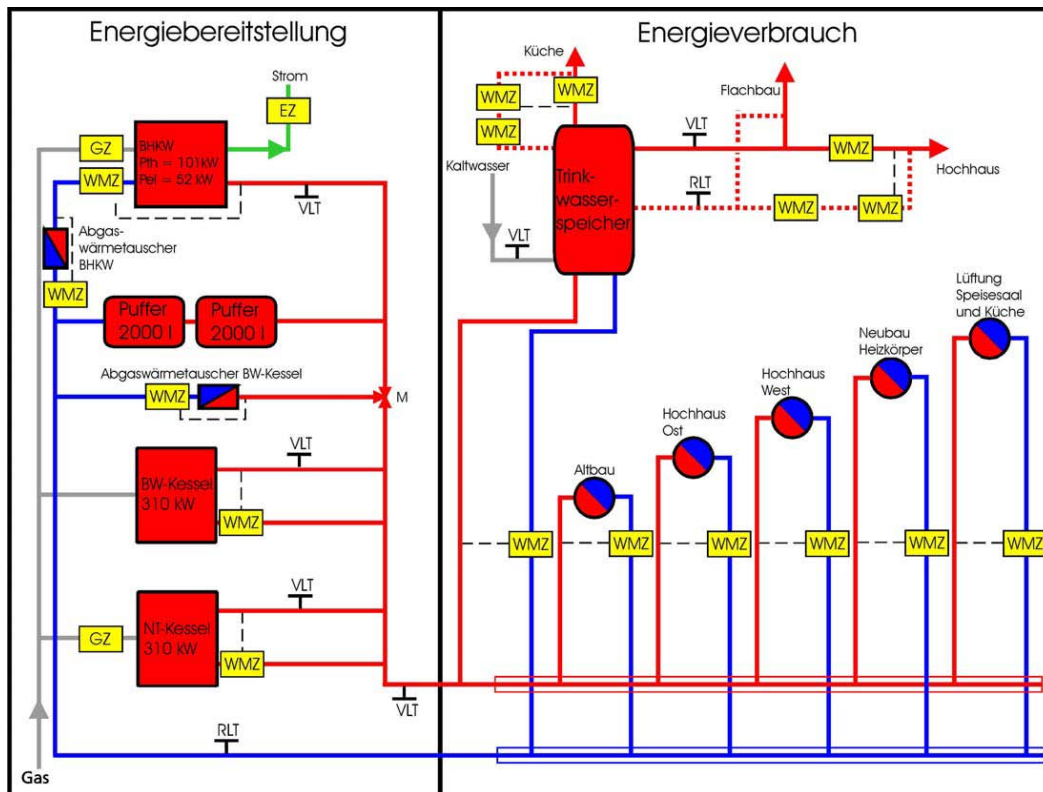 Energiebereitstellung
Strom
EZ
GZ
BHKW
Pth = 101kW
Pel = 52 kW
WMZ
VLT
Abgas-
wärmetauscher
BHKW
WMZ
Puffer
2000 l
Puffer
2000 l
Abgaswärmetauscher BW-Kessel
WMZ
M
VLT
BW-Kessel
310 kW
WMZ
VLT
GZ
NT-Kessel
310 kW
WMZ
VLT
RLT
Gas
Energieverbrauch
Küche
WMZ
WMZ
WMZ
Flachbau
VLT
WMZ
Hochhaus
Kaltwasser
Trink-
wasser-
speicher
RLT
WMZ
WMZ
VLT
Lüftung
Speisesaal
und Küche
Neubau
Heizkörper
Hochhaus
West
Hochhaus
Ost
Altbau
WMZ
WMZ
WMZ
WMZ
WMZ
WMZ